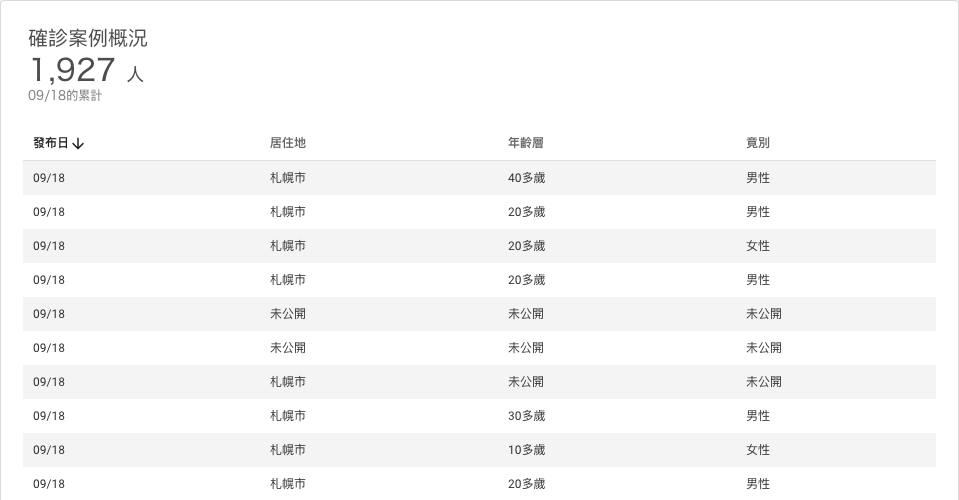 確診案例概況
1,927 人
09/18的累計
發布日↓ 居住地 年齡層 竟別
09/18 札幌市 40多歲 男性
09/18 札幌市 20多歲 男性
09/18 札幌市 20多歲 女性
09/18 札幌市 20多歲 男性
09/18 未公開 未公開 未公開
09/18 未公開 未公開 未公開
09/18 札幌市 未公開 未公開
09/18 札幌市 30多歲 男性
09/18 札幌市 10多歲 女性
09/18 札幌市 20多歲 男性